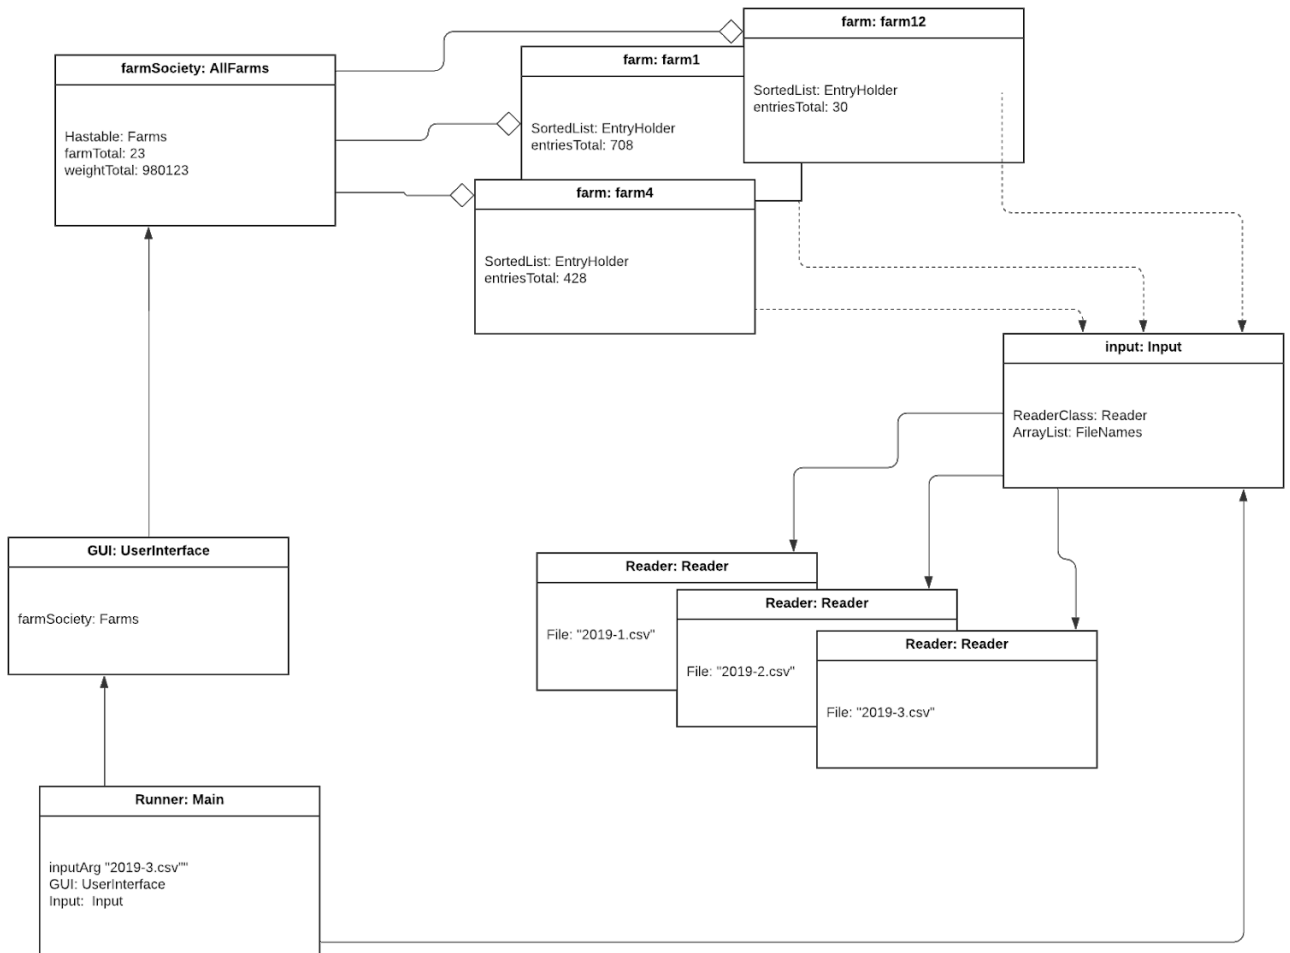 farm: farm12
SortedList: EntryHolder
entriesTotal: 30
farm: farm1
SortedList: EntryHolder
entriesTotal: 708
farmSociety: AllFarms
Hastable: Farms
farmTotal: 23
weightTotal: 980123
farm: farm4
SortedList: EntryHolder
entriesTotal: 428
input: Input
ReaderClass: Reader
ArrayList: FileNames
GUI: UserInterface
farmSociety: Farms
Reader: Reader
File: "2019-1.csv"
Reader: Reader
File: "2019-2.csv"
Reader: Reader
File: "2019-3.csv"
Runner: Main
inputArg "2019-3.csv""
GUI: UserInterface
Input:  Input